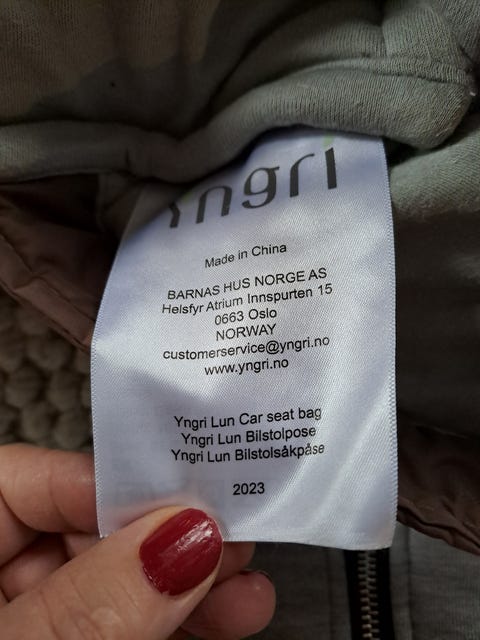 Yngri
Made in China
BARNAS HUS NORGE AS
Helsfyr Atrium Innspurten 15
0663 Oslo
NORWAY
customerservice@yngri.no
www.yngri.no
Yngri Lun Car seat bag
Yngri Lun Bilstolpose
Yngri Lun Bilstolsåkpåse
2023